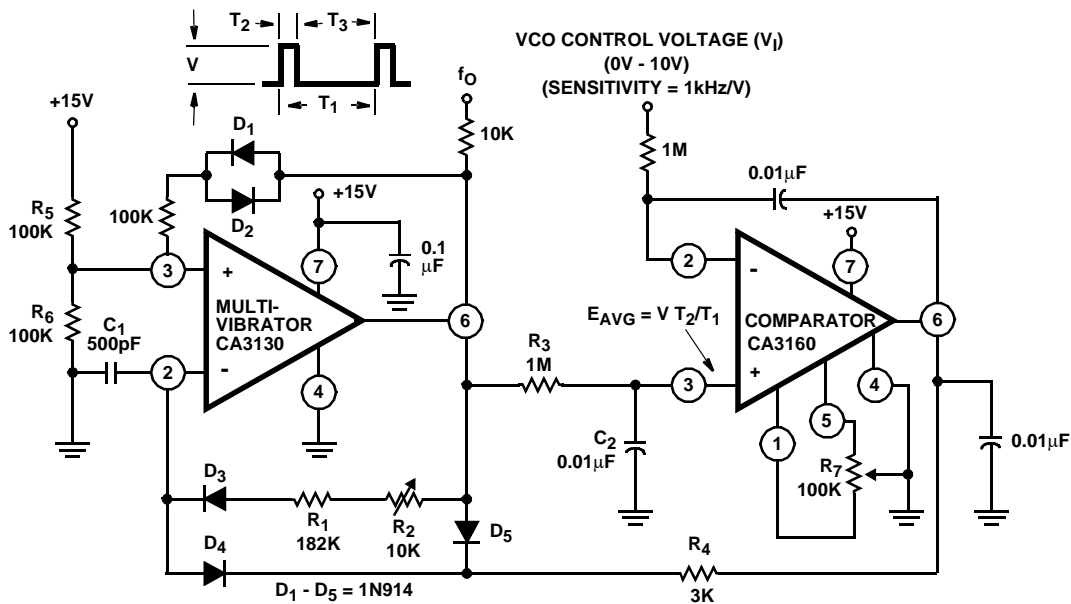 T2
T3
V
T1
+15V
D1
D2
fO
10K
VCO CONTROL VOLTAGE (VI)
(0V - 10V)
(SENSITIVITY = 1kHz/V)
1M
0.01μF
+15V
+15V
R5
100K
100K
0.1
μF
7
3
+
MULTI-
VIBRATOR
CA3130
6
R6
100K
C1
500pF
2
-
4
2
-
7
EAVG = V T2/T1
COMPARATOR
CA3160
6
R3
1M
3
+
4
5
1
C2
0.01μF
R7
100K
0.01μF
D3
R1
182K
R2
10K
D5
D4
D1 - D5 = 1N914
R4
3K